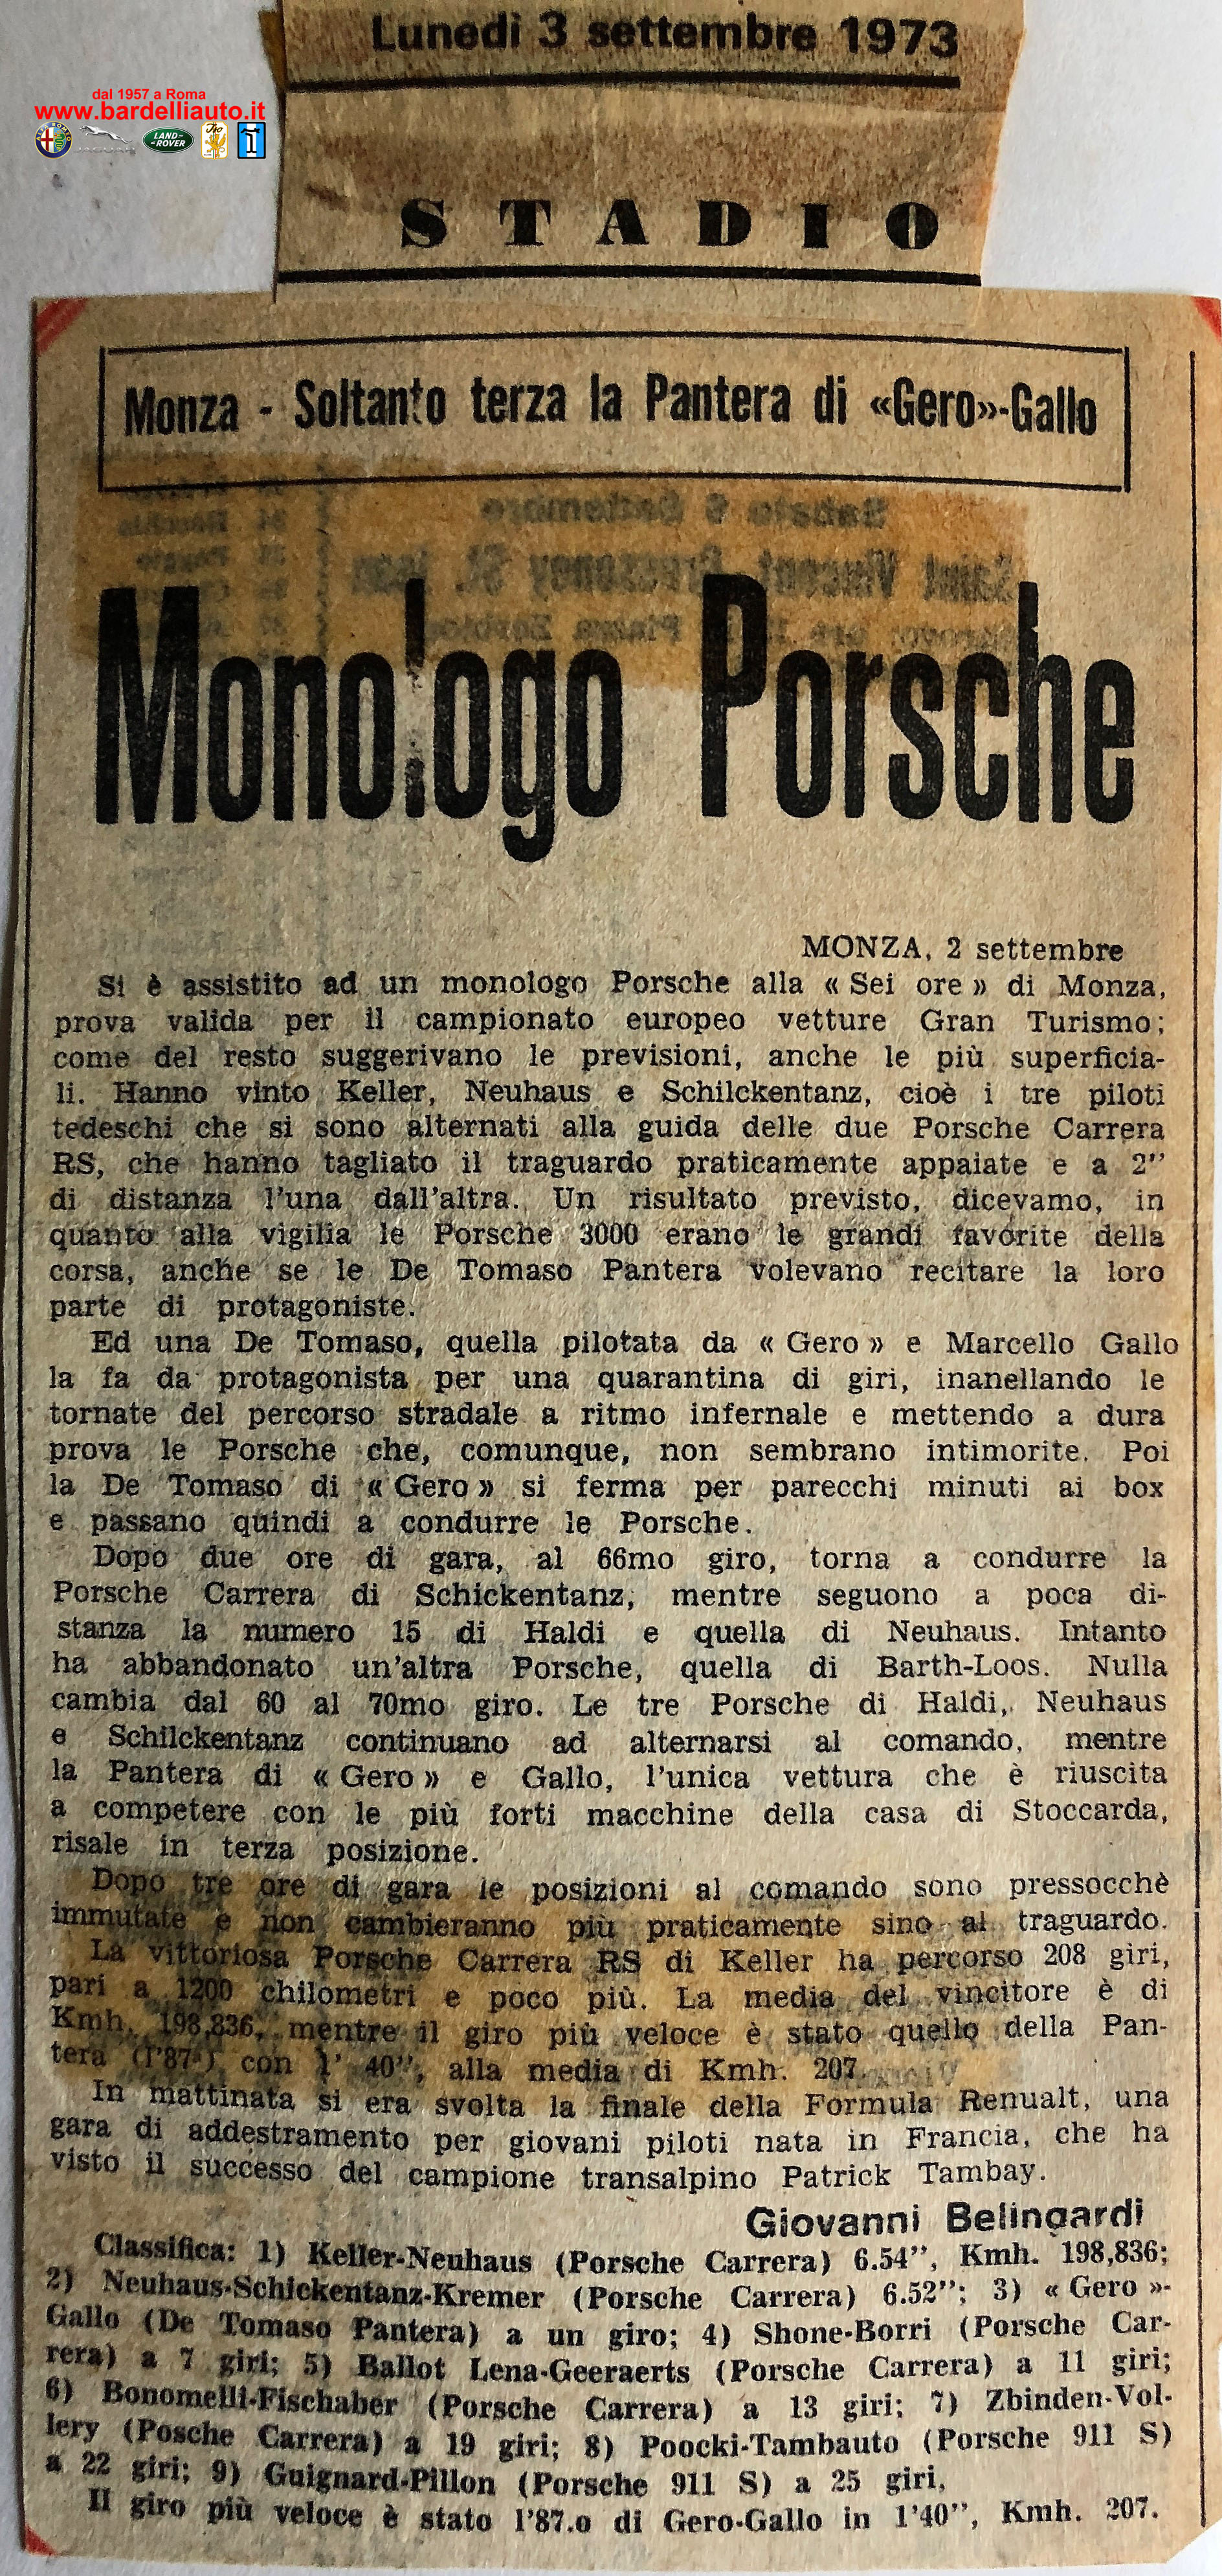 Lunedì 3 settembre 1973
dal 1957 a Roma
www.bardelliauto.it
LAND-
ROVER
STADIO
Monza - Soltanto terza la Pantera di «Gero»-Gallo
Monologo Porsche
MONZA, 2 settembre
Si è assistito ad un monologo Porsche alla « Sei ore » di Monza,
prova valida per il campionato europeo vetture Gran Turismo;
come del resto suggerivano le previsioni, anche le più superficia-
li. Hanno vinto Keller, Neuhaus e Schilckentanz, cioè i tre piloti
tedeschi che si sono alternati alla guida delle due Porsche Carrera
RS, che hanno tagliato il traguardo praticamente appaiate e a 2''
di distanza l'una dall'altra. Un risultato previsto, dicevamo, in
quanto alla vigilia le Porsche 3000 erano le grandi favorite della
corsa, anche se le De Tomaso Pantera volevano recitare la loro
parte di protagoniste.
Ed una De Tomaso, quella pilotata da « Gero » e Marcello Gallo
la fa da protagonista per una quarantina di giri, inanellando le
tornate del percorso stradale a ritmo infernale e mettendo a dura
prova le Porsche che, comunque, non sembrano intimorite. Poi
la De Tomaso di « Gero » si ferma per parecchi minuti ai box
e passano quindi a condurre le Porsche.
Dopo due ore di gara, al 66mo giro, torna a condurre la
Porsche Carrera di Schickentanz, mentre seguono a poca di-
stanza la numero 15 di Haldi e quella di Neuhaus. Intanto
ha abbandonato un'altra Porsche, quella di Barth-Loos. Nulla
cambia dal 60 al 70mo giro. Le tre Porsche di Haldi, Neuhaus
e Schilckentanz continuano ad alternarsi al comando, mentre
la Pantera di « Gero » e Gallo, l'unica vettura che è riuscita
a competere con le più forti macchine della casa di Stoccarda,
risale in terza posizione.
Dopo tre ore di gara le posizioni al comando sono pressocchè
immutate e non cambieranno più praticamente sino al traguardo.
La vittoriosa Porsche Carrera RS di Keller ha percorso 208 giri,
pari a 1200 chilometri e poco più. La media del vincitore è di
Kmh. 198,836, mentre il giro più veloce è stato quello della Pan-
tera (l'87º) con 1' 40'', alla media di Kmh. 207.
In mattinata si era svolta la finale della Formula Renualt, una
gara di addestramento per giovani piloti nata in Francia, che ha
visto il successo del campione transalpino Patrick Tambay.
Giovanni Belingardi
Classifica: 1) Keller-Neuhaus (Porsche Carrera) 6.54'', Kmh. 198,836;
2) Neuhaus-Schickentanz-Kremer (Porsche Carrera) 6.52''; 3) « Gero »-
Gallo (De Tomaso Pantera) a un giro; 4) Shone-Borri (Porsche Car-
rera) a 7 giri; 5) Ballot Lena-Geeraerts (Porsche Carrera) a 11 giri;
6) Bonomelli-Fischaber (Porsche Carrera) a 13 giri; 7) Zbinden-Vol-
lery (Posche Carrera) a 19 giri; 8) Poocki-Tambauto (Porsche 911 S)
a 22 giri; 9) Guignard-Pillon (Porsche 911 S) a 25 giri,
Il giro più veloce è stato l'87.o di Gero-Gallo in 1'40'', Kmh. 207.